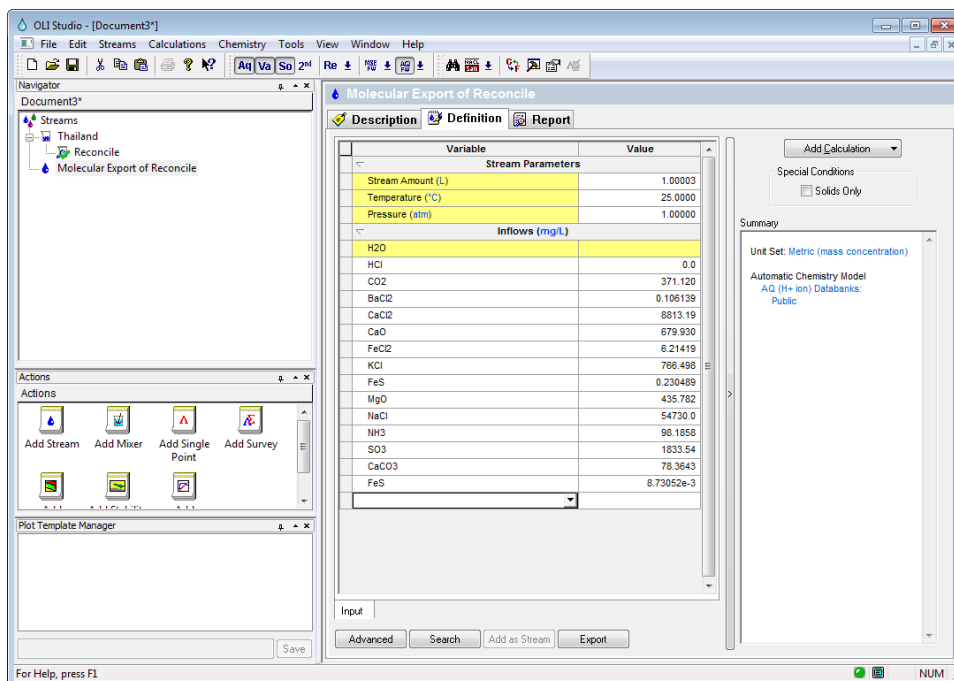 OLI Studio - [Document3*]
File Edit Streams Calculations Chemistry Tools View Window Help
Aq Va So 2nd Re
Navigator
Document3*
Streams
Thailand
Reconcile
Molecular Export of Reconcile
Actions
Actions
Add Stream Add Mixer Add Single Point Add Survey
Plot Template Manager
Save
Molecular Export of Reconcile
Description Definition Report
Variable Value
Stream Parameters
Stream Amount (L) 1.00003
Temperature (°C) 25.0000
Pressure (atm) 1.00000
Inflows (mg/L)
H2O
HCl 0.0
CO2 371.120
BaCl2 0.106139
CaCl2 8813.19
CaO 679.930
FeCl2 6.21419
KCl 766.498
FeS 0.230489
MgO 435.782
NaCl 54730.0
NH3 98.1858
SO3 1833.54
CaCO3 78.3643
FeS 8.73052e-3
Input
Advanced Search Add as Stream Export
Add Calculation
Special Conditions
Solids Only
Summary
Unit Set: Metric (mass concentration)
Automatic Chemistry Model
AQ (H+ ion) Databanks:
Public
For Help, press F1
NUM